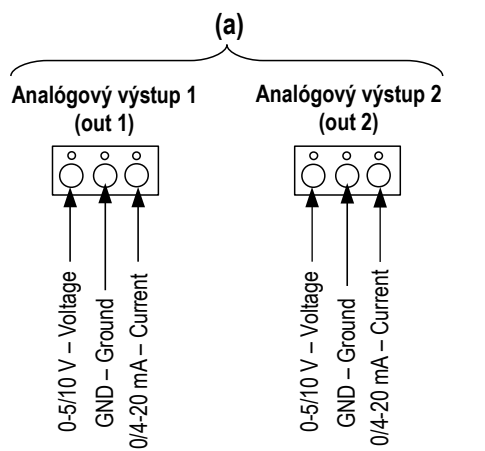 (a)
Analógový výstup 1
(out 1)
Analógový výstup 2
(out 2)
0-5/10 V – Voltage
GND – Ground
0/4-20 mA – Current
0-5/10 V – Voltage
GND – Ground
0/4-20 mA – Current